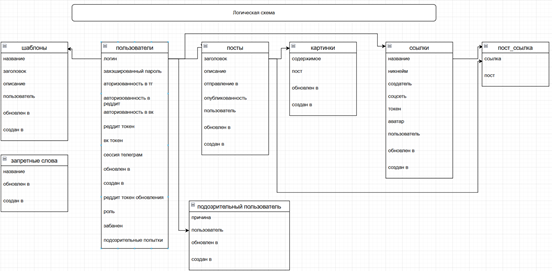 Логическая схема
шаблоны
название
заголовок
описание
пользователь
обновлен в
создан в
пользователи
логин
захэшированный пароль
авторизованность в тг
авторизованность в
реддит
авторизованность в вк
реддит токен
вк токен
сессия телеграм
обновлен в
создан в
реддит токен обновления
роль
забанен
подозрительные попытки
посты
заголовок
описание
отправление в
опубликованность
пользователь
обновлен в
создан в
картинки
содержимое
пост
обновлен в
создан в
ссылки
название
никнейм
создатель
соцсеть
токен
аватар
пользователь
обновлен в
создан в
пост_ссылка
ссылка
пост
запретные слова
название
обновлен в
создан в
подозрительный пользователь
причина
пользователь
обновлен в
создан в